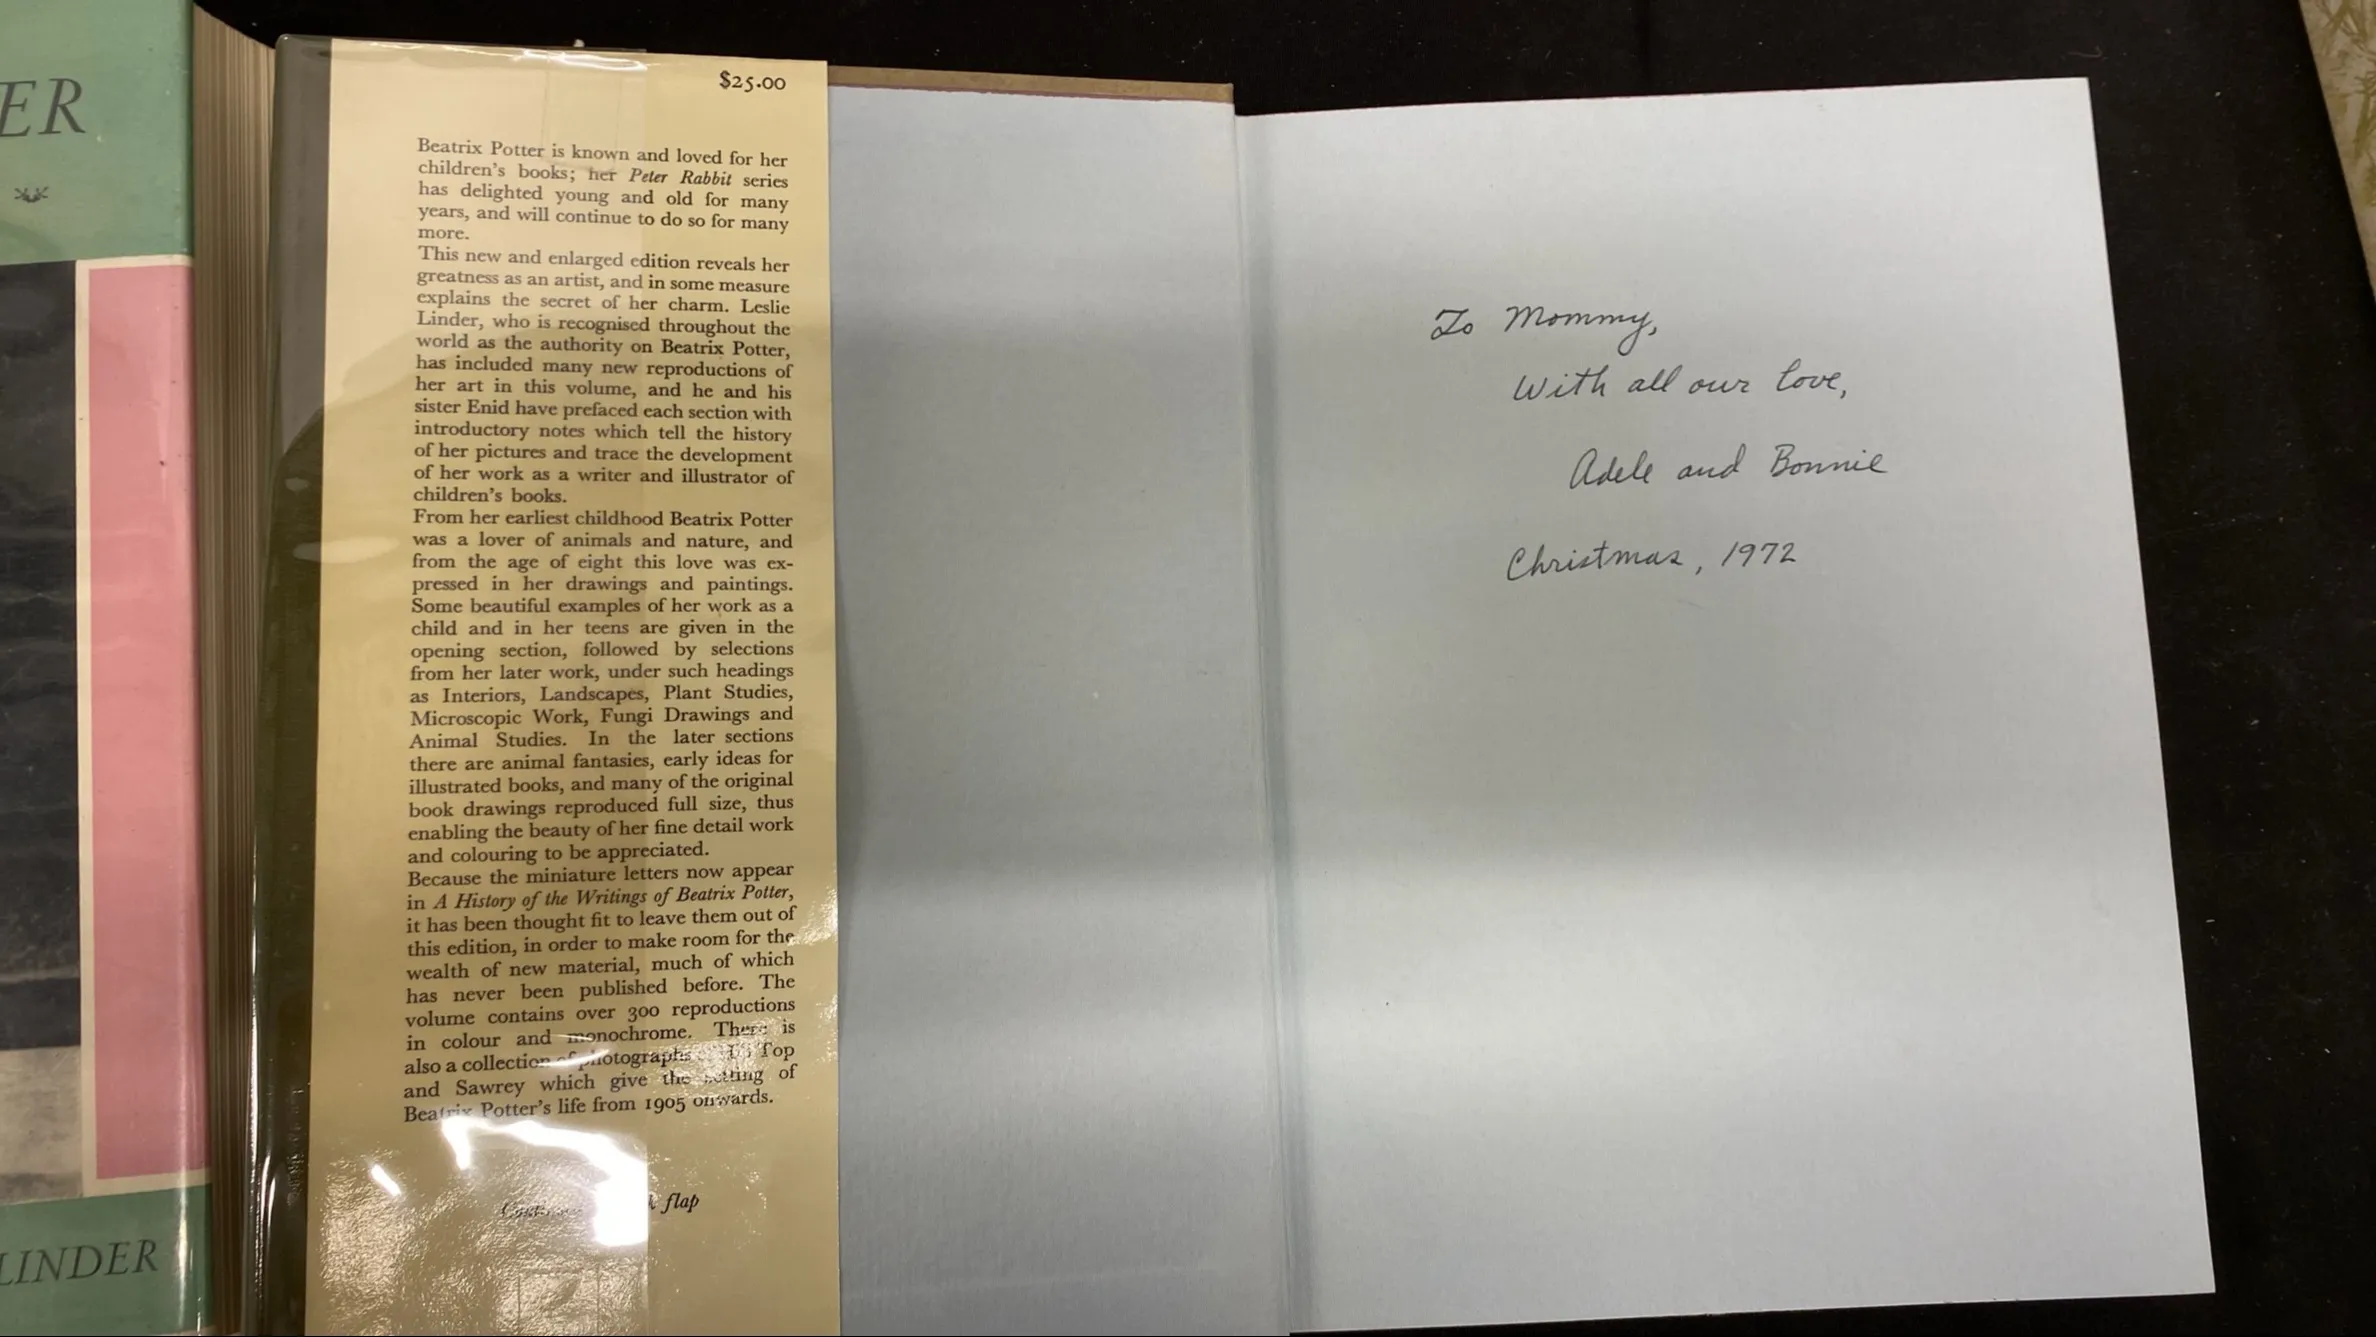 ER
LINDER
$25.00
Beatrix Potter is known and loved for her
children's books; her Peter Rabbit series
has delighted young and old for many
years, and will continue to do so for many
more.
This new and enlarged edition reveals her
greatness as an artist, and in some measure
explains the secret of her charm. Leslie
Linder, who is recognised throughout the
world as the authority on Beatrix Potter,
has included many new reproductions of
her art in this volume, and he and his
sister Enid have prefaced each section with
introductory notes which tell the history
of her pictures and trace the development
of her work as a writer and illustrator of
children's books.
From her earliest childhood Beatrix Potter
was a lover of animals and nature, and
from the age of eight this love was ex-
pressed in her drawings and paintings.
Some beautiful examples of her work as a
child and in her teens are given in the
opening section, followed by selections
from her later work, under such headings
as Interiors, Landscapes, Plant Studies,
Microscopic Work, Fungi Drawings and
Animal Studies. In the later sections
there are animal fantasies, early ideas for
illustrated books, and many of the original
book drawings reproduced full size, thus
enabling the beauty of her fine detail work
and colouring to be appreciated.
Because the miniature letters now appear
in A History of the Writings of Beatrix Potter,
it has been thought fit to leave them out of
this edition, in order to make room for the
wealth of new material, much of which
has never been published before. The
volume contains over 300 reproductions
in colour and monochrome. There is
also a collection of photographs Top
and Sawrey which give the setting of
Beatrix Potter's life from 1905 onwards.
flap
To Mommy,
With all our love,
Adele and Bonnie
Christmas, 1972